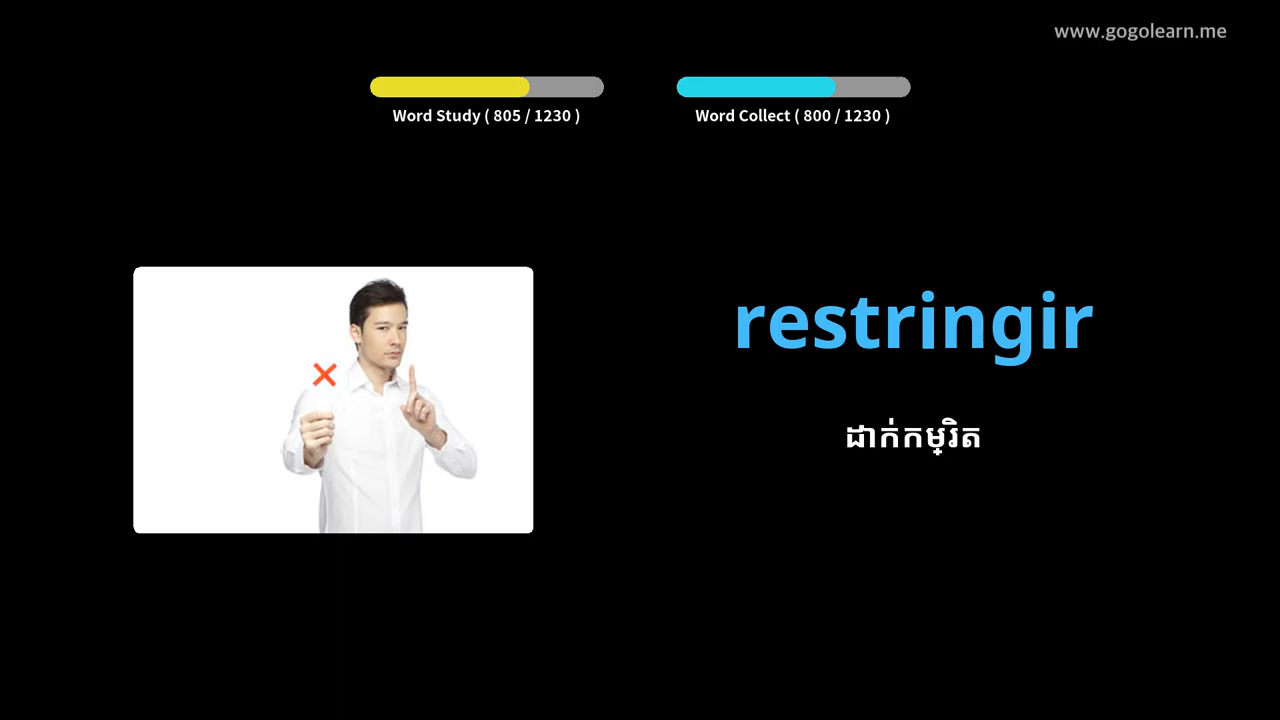 www.gogolearn.me
Word Study ( 805 / 1230 )
Word Collect ( 800 / 1230 )
restringir
ដាក់កម្រិត